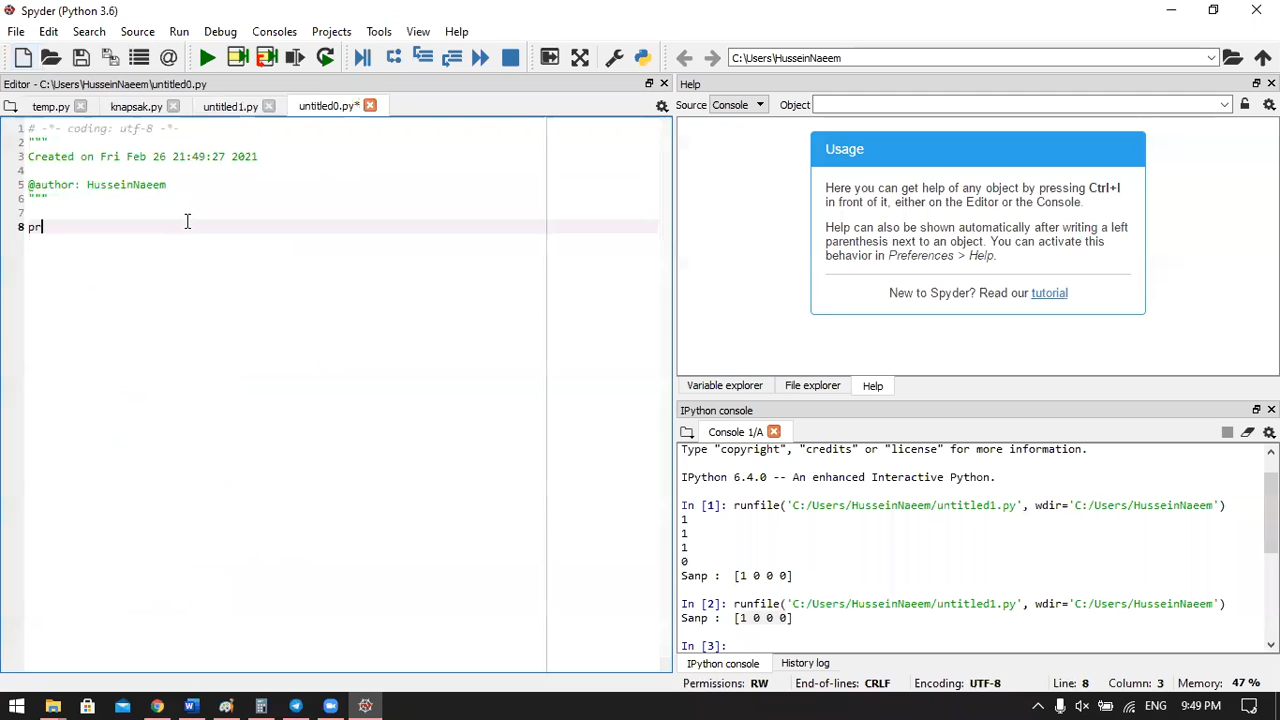 Spyder (Python 3.6)
File Edit Search Source Run Debug Consoles Projects Tools View Help
C:\Users\HusseinNaeem
Editor - C:\Users\HusseinNaeem\untitled0.py
temp.py knapsak.py untitled1.py untitled0.py*
1 # -*- coding: utf-8 -*-
2 """
3 Created on Fri Feb 26 21:49:27 2021
4
5 @author: HusseinNaeem
6 """
7
8 pr
Help
Source Console Object
Usage
Here you can get help of any object by pressing Ctrl+I
in front of it, either on the Editor or the Console.
Help can also be shown automatically after writing a left
parenthesis next to an object. You can activate this
behavior in Preferences > Help.
New to Spyder? Read our tutorial
Variable explorer File explorer Help
IPython console
Console 1/A
Type "copyright", "credits" or "license" for more information.
IPython 6.4.0 -- An enhanced Interactive Python.
In [1]: runfile('C:/Users/HusseinNaeem/untitled1.py', wdir='C:/Users/HusseinNaeem')
1
1
1
0
Sanp : [1 0 0 0]
In [2]: runfile('C:/Users/HusseinNaeem/untitled1.py', wdir='C:/Users/HusseinNaeem')
Sanp : [1 0 0 0]
In [3]:
IPython console History log
Permissions: RW End-of-lines: CRLF Encoding: UTF-8 Line: 8 Column: 3 Memory: 47 %
ENG 9:49 PM